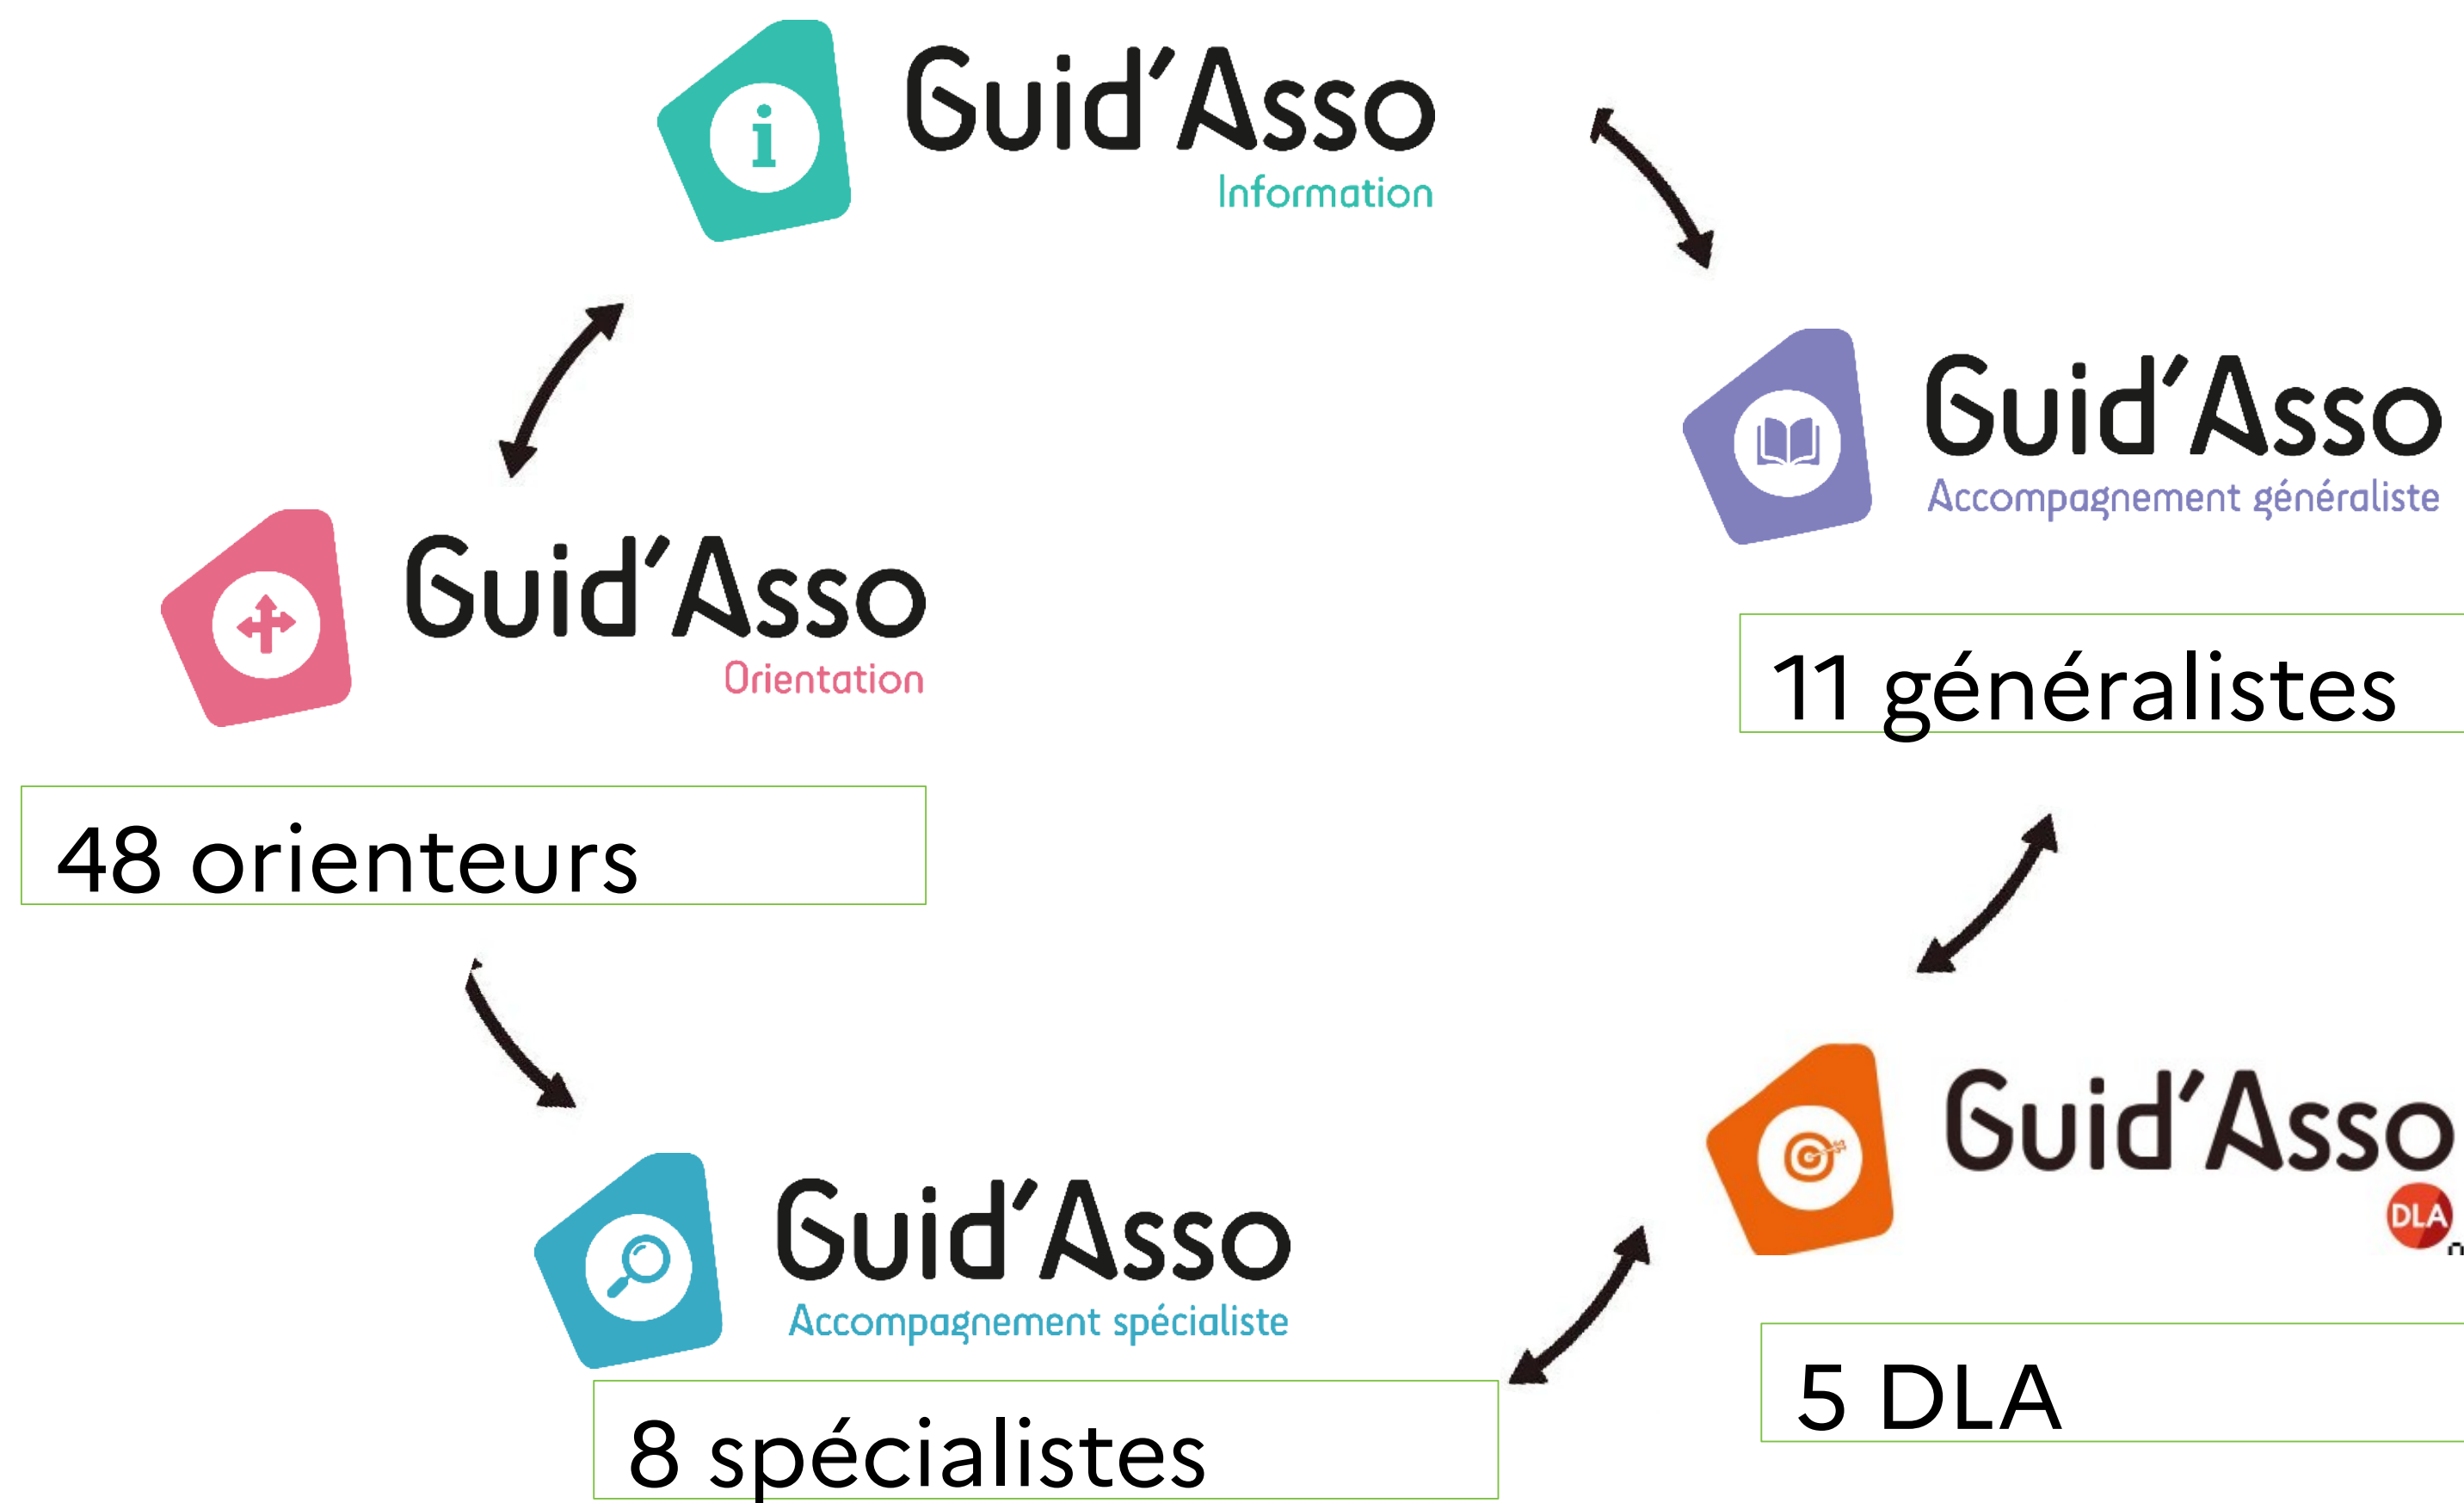 Guid'Asso
Information
Guid'Asso
Accompagnement généraliste
Guid'Asso
Orientation
11 généralistes
48 orienteurs
Guid'Asso
DLA
Guid'Asso
Accompagnement spécialiste
5 DLA
8 spécialistes